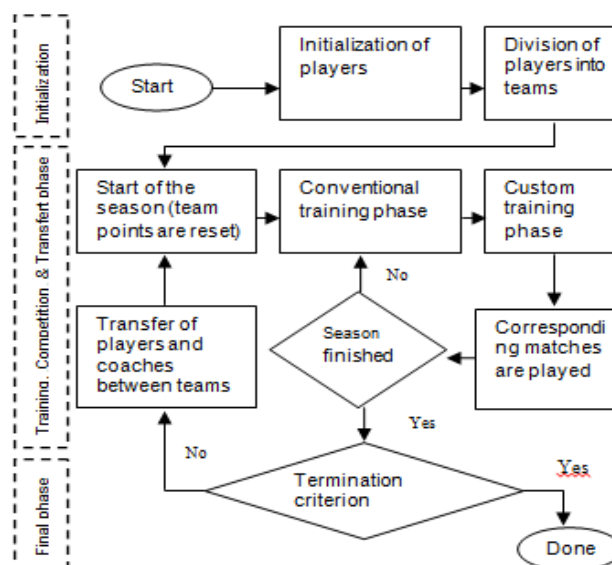 Initialization
Start
Initialization of
players
Division of
players into
teams
Training. Competition. & Transfert phase
Start of the
season (team
points are reset)
Conventional
training phase
Custom
training
phase
No
Transfer of
players and
coaches
between teams
Season
finished
Correspondi
ng matches
are played
Yes
No
Final phase
Termination
criterion
Yes
Done